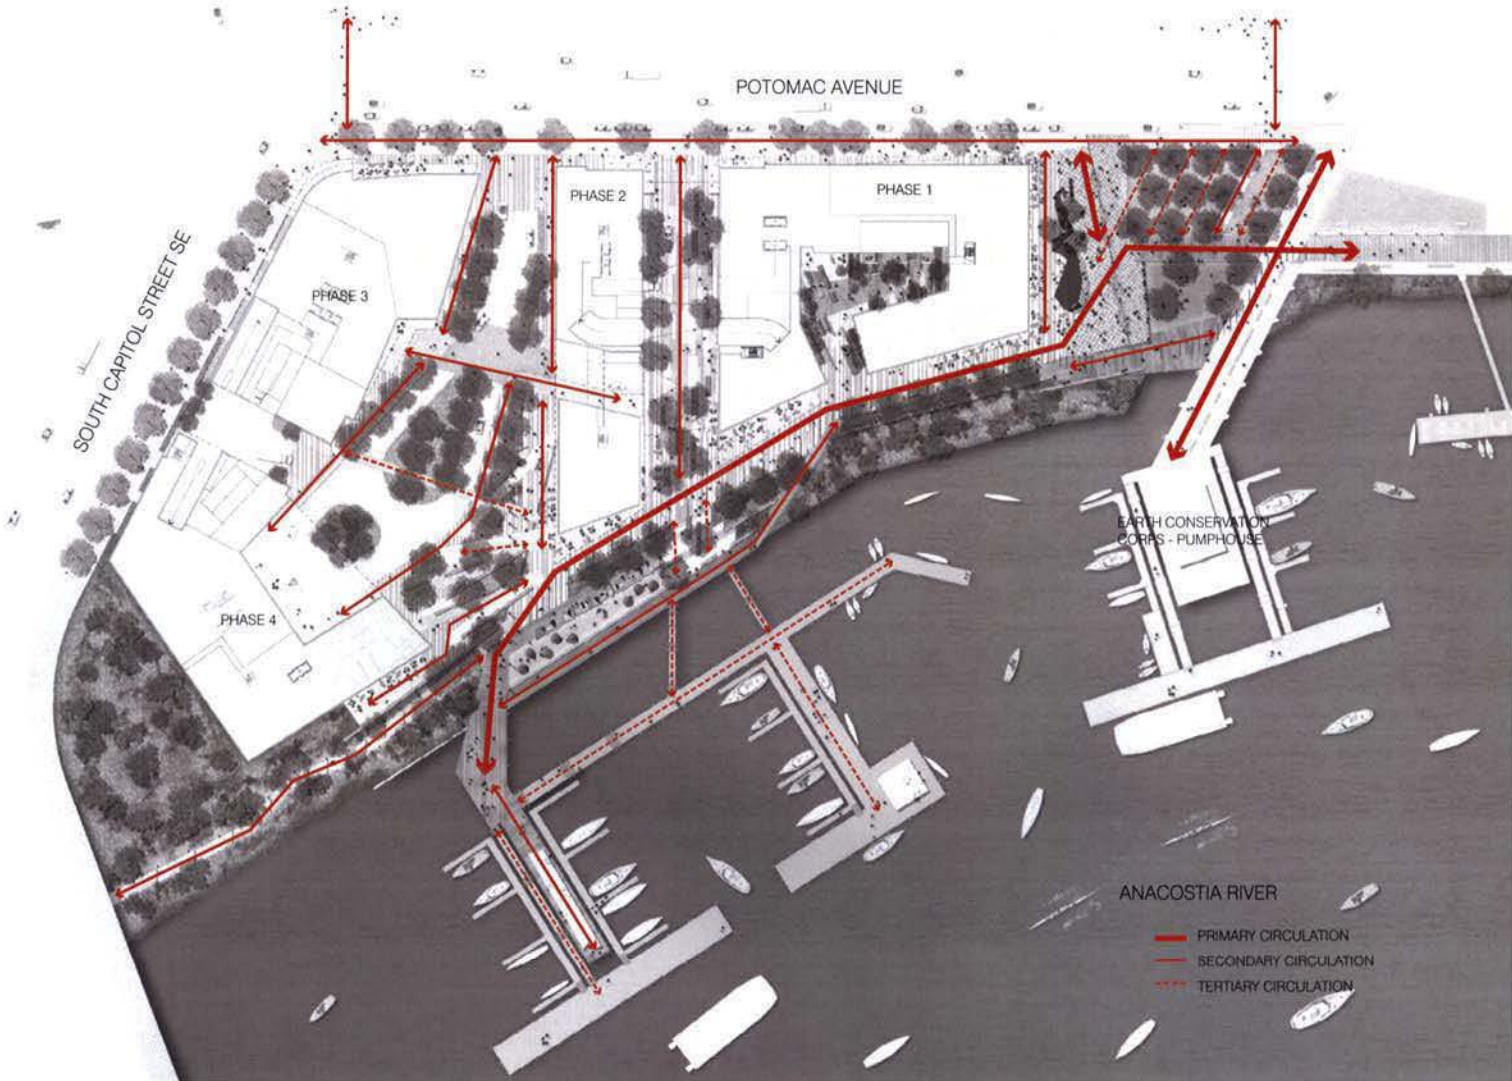 POTOMAC AVENUE
PHASE 1
PHASE 2
PHASE 3
SOUTH CAPITOL STREET SE
EARTH CONSERVATION
CORPS - PUMPHOUSE
PHASE 4
ANACOSTIA RIVER
PRIMARY CIRCULATION
SECONDARY CIRCULATION
TERTIARY CIRCULATION